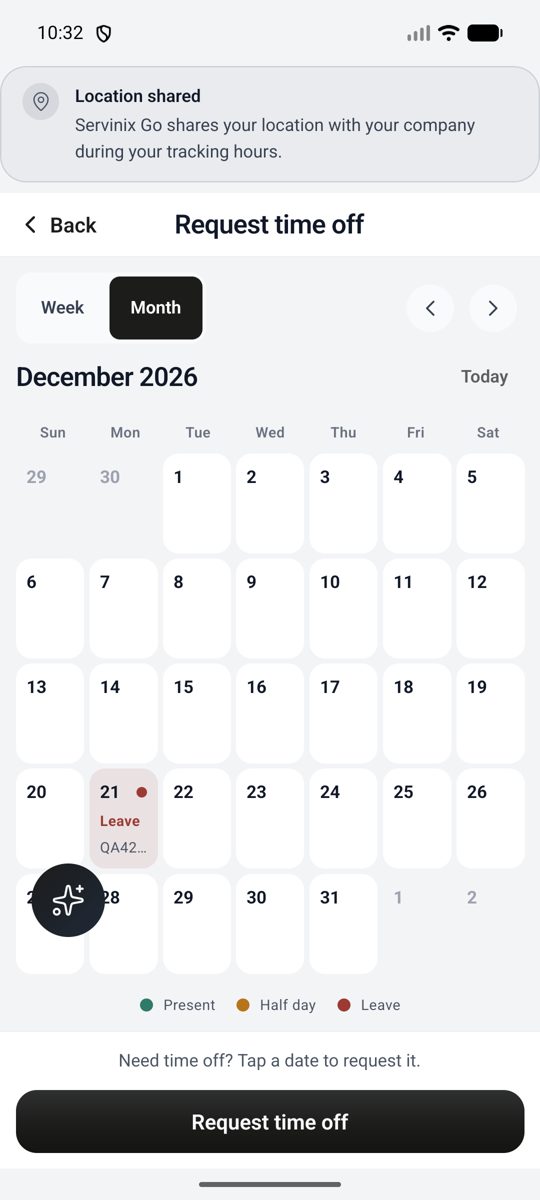 10:32
Location shared
Servinix Go shares your location with your company
during your tracking hours.
Back
Request time off
Week
Month
December 2026
Today
Sun Mon Tue Wed Thu Fri Sat
29 30 1 2 3 4 5
6 7 8 9 10 11 12
13 14 15 16 17 18 19
20 21 22 23 24 25 26
Leave
QA42...
28 29 30 31 1 2
Present Half day Leave
Need time off? Tap a date to request it.
Request time off